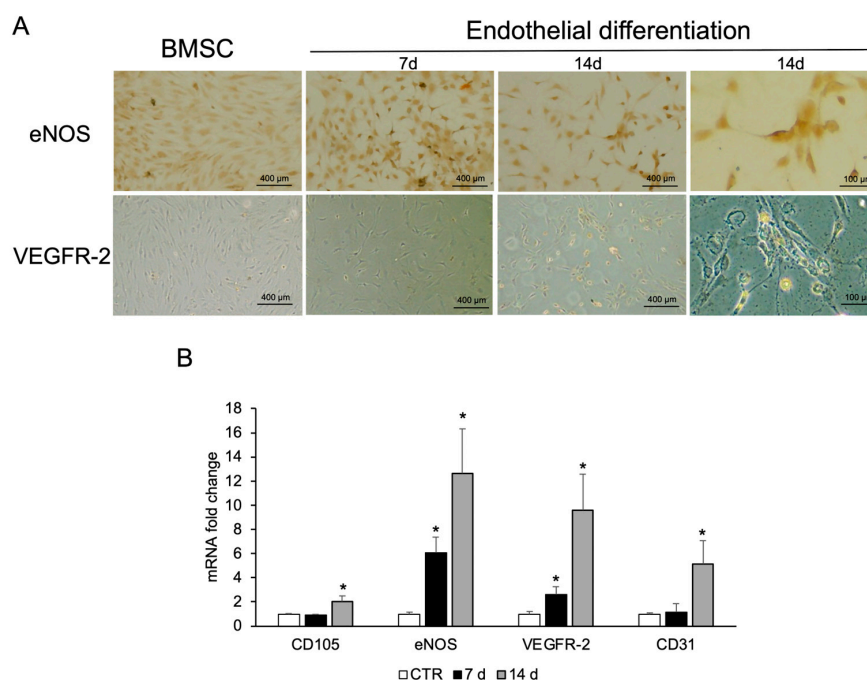 A
BMSC
Endothelial differentiation
7d 14d 14d
eNOS
400 µm 400 µm 400 µm 100 µm
VEGFR-2
400 µm 400 µm 400 µm 100 µm
B
mRNA fold change
18
16
14
12
10
8
6
4
2
0
* * * * * *
CD105 eNOS VEGFR-2 CD31
CTR 7 d 14 d